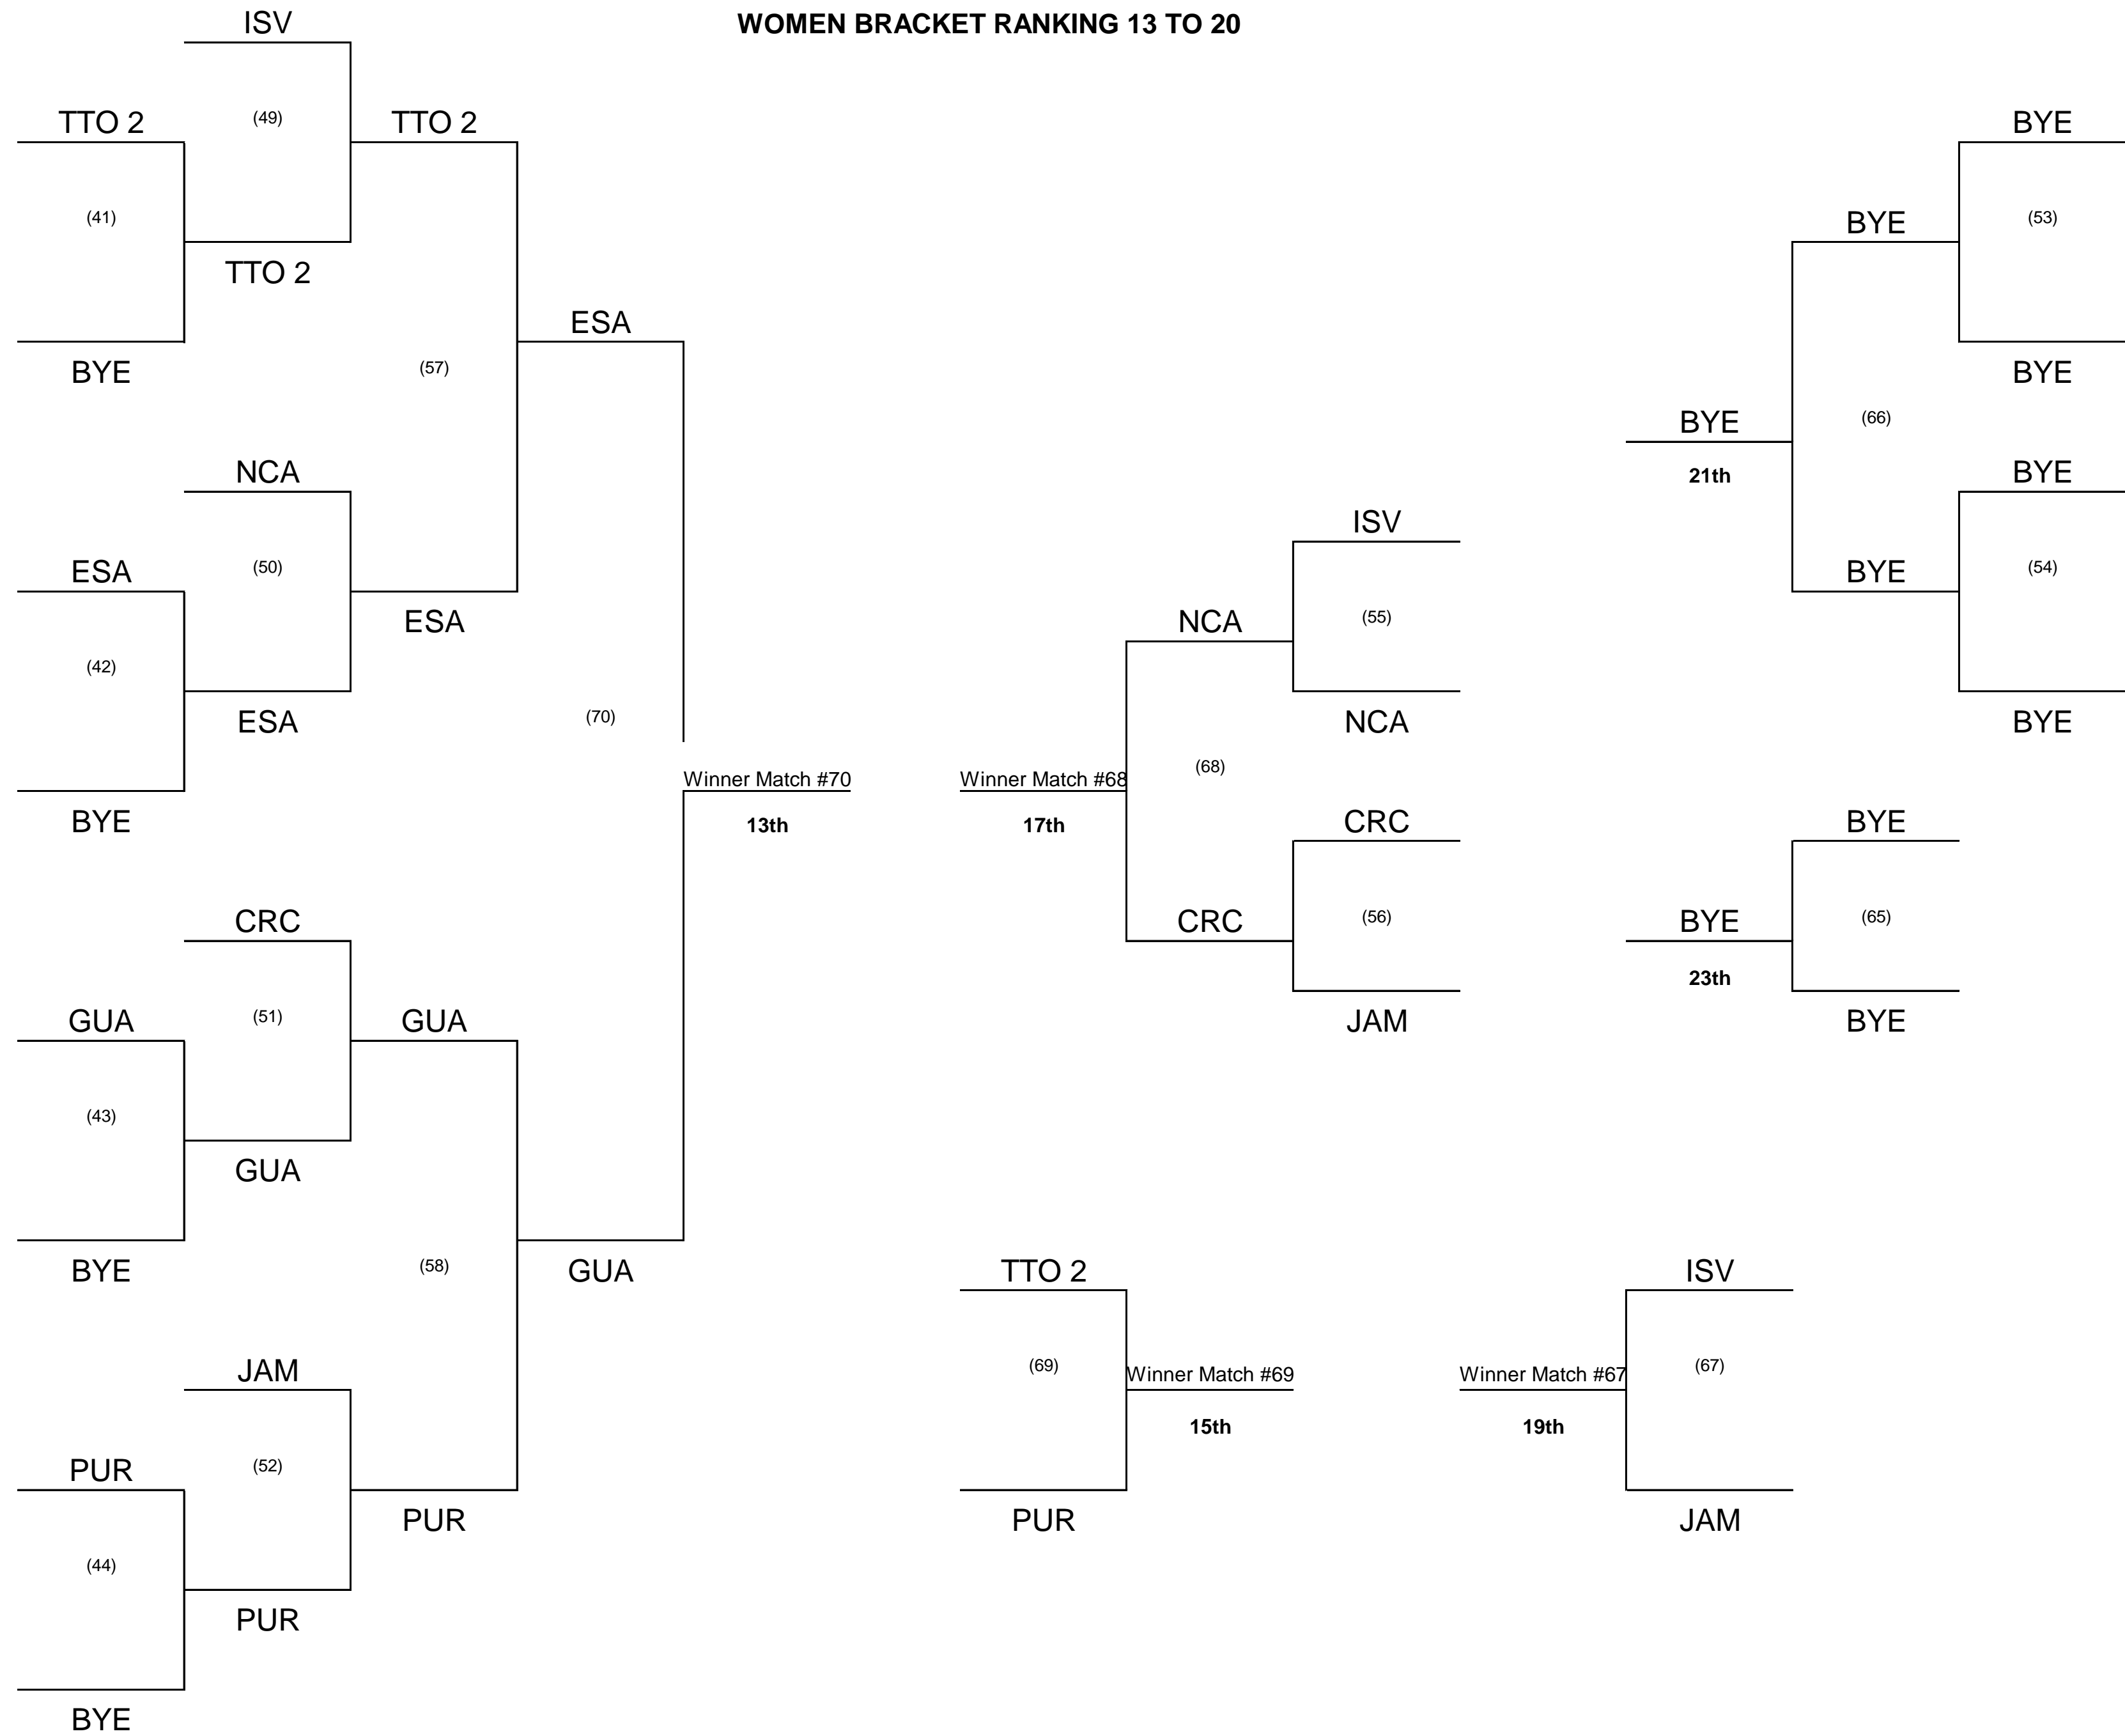 ISV
WOMEN BRACKET RANKING 13 TO 20
TTO 2
(49)
TTO 2
BYE
(41)
BYE
(53)
TTO 2
ESA
BYE
(57)
BYE
BYE
(66)
NCA
21th
BYE
ISV
ESA
(50)
BYE
(54)
ESA
NCA
(55)
(42)
ESA
(70)
NCA
BYE
Winner Match #70
Winner Match #68
(68)
BYE
13th
17th
CRC
BYE
CRC
CRC
(56)
BYE
(65)
23th
GUA
(51)
GUA
JAM
BYE
(43)
GUA
BYE
(58)
GUA
TTO 2
ISV
JAM
(69)
Winner Match #69
Winner Match #67
(67)
15th
19th
PUR
(52)
PUR
PUR
JAM
(44)
PUR
BYE